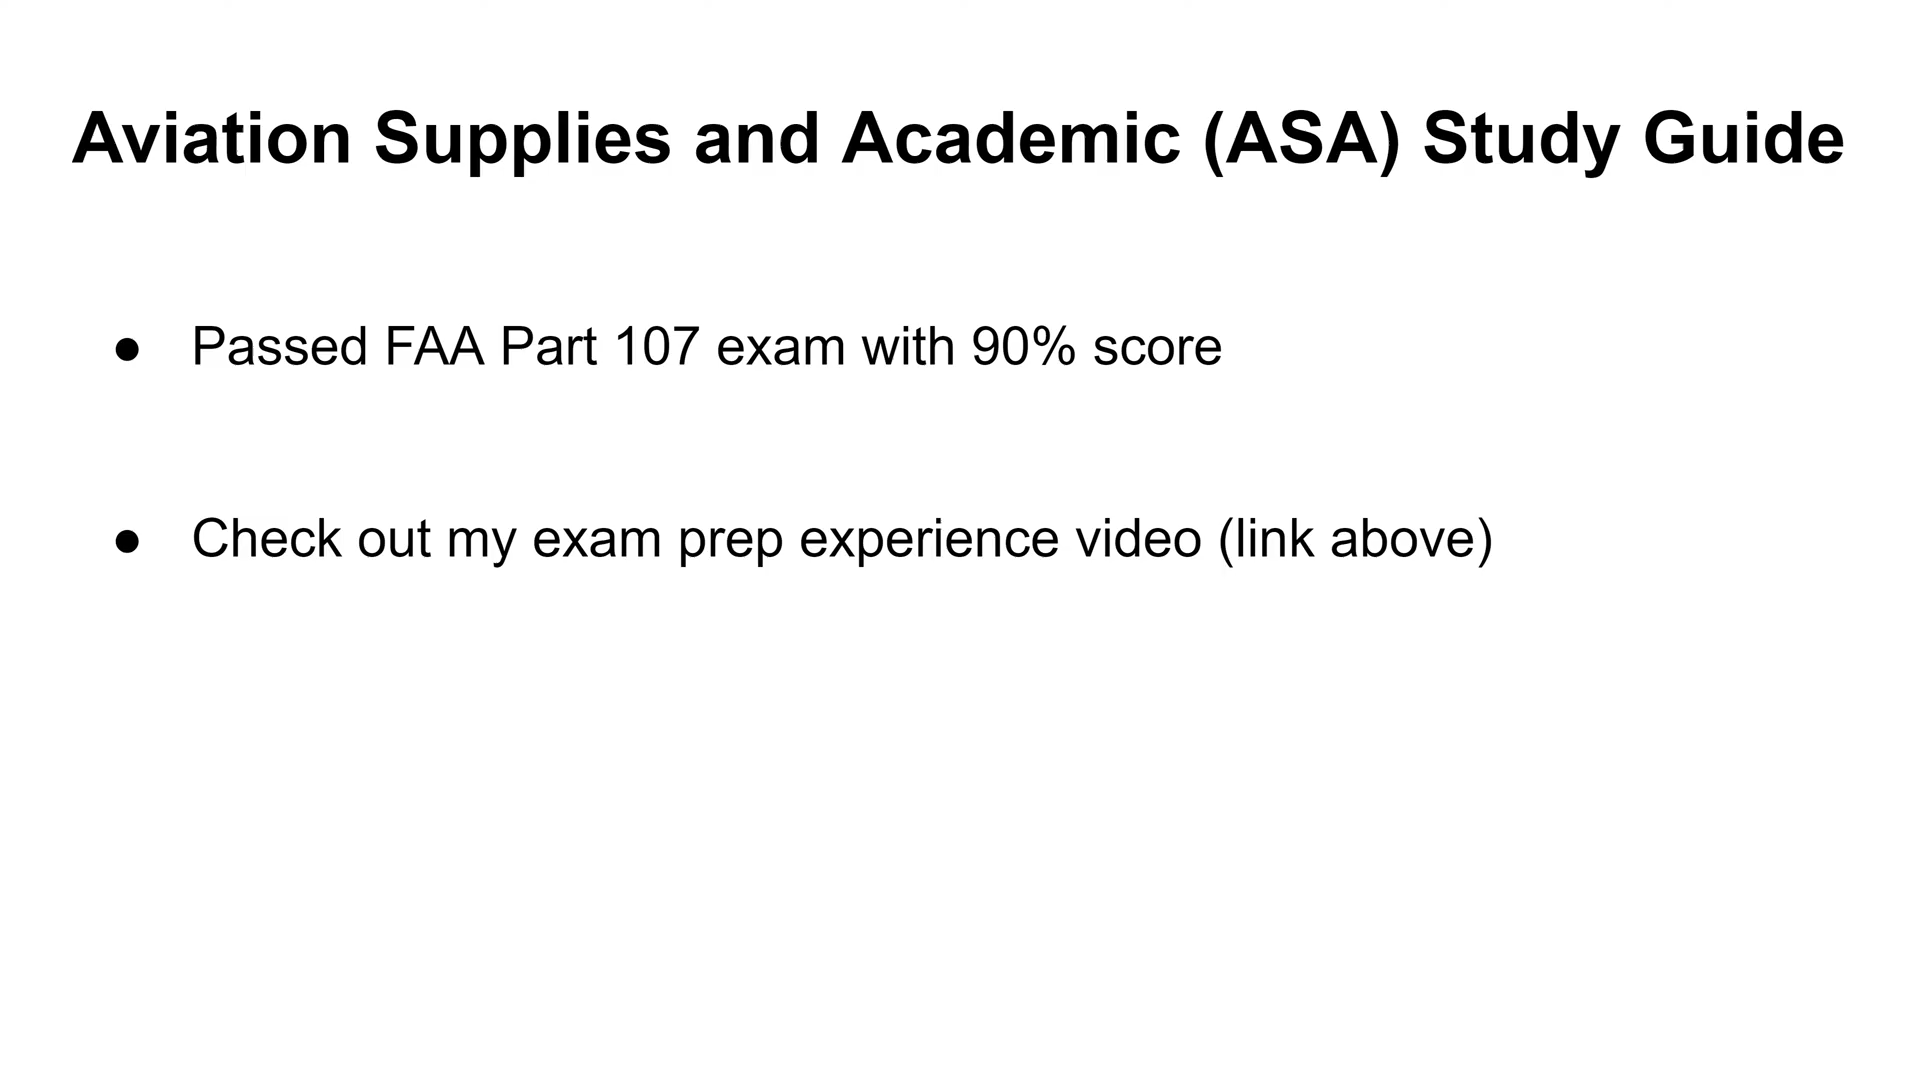 Aviation Supplies and Academic (ASA) Study Guide
● Passed FAA Part 107 exam with 90% score
● Check out my exam prep experience video (link above)